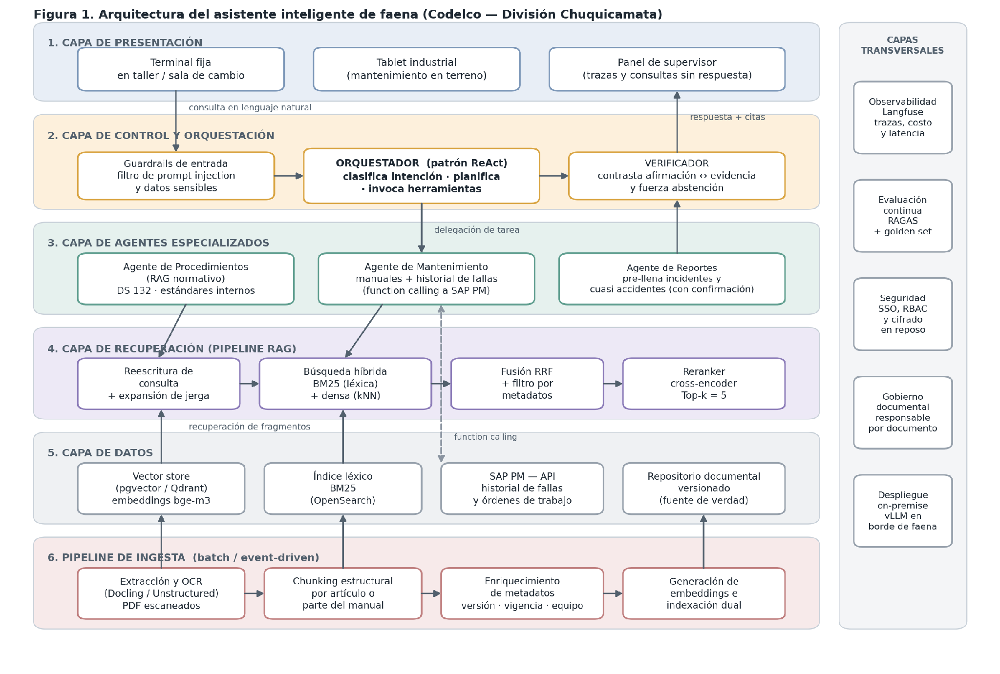 Figura 1. Arquitectura del asistente inteligente de faena (Codelco — División Chuquicamata)
1. CAPA DE PRESENTACIÓN
Terminal fija
en taller / sala de cambio
Tablet industrial
(mantenimiento en terreno)
Panel de supervisor
(trazas y consultas sin respuesta)
consulta en lenguaje natural
respuesta + citas
2. CAPA DE CONTROL Y ORQUESTACIÓN
Guardrails de entrada
filtro de prompt injection
y datos sensibles
ORQUESTADOR  (patrón ReAct)
clasifica intención · planifica
· invoca herramientas
VERIFICADOR
contrasta afirmación ↔ evidencia
y fuerza abstención
delegación de tarea
3. CAPA DE AGENTES ESPECIALIZADOS
Agente de Procedimientos
(RAG normativo)
DS 132 · estándares internos
Agente de Mantenimiento
manuales + historial de fallas
(function calling a SAP PM)
Agente de Reportes
pre-llena incidentes y
cuasi accidentes (con confirmación)
4. CAPA DE RECUPERACIÓN (PIPELINE RAG)
Reescritura de
consulta
+ expansión de jerga
Búsqueda híbrida
BM25 (léxica)
+ densa (kNN)
Fusión RRF
+ filtro por
metadatos
Reranker
cross-encoder
Top-k = 5
recuperación de fragmentos
function calling
5. CAPA DE DATOS
Vector store
(pgvector / Qdrant)
embeddings bge-m3
Índice léxico
BM25
(OpenSearch)
SAP PM — API
historial de fallas
y órdenes de trabajo
Repositorio documental
versionado
(fuente de verdad)
6. PIPELINE DE INGESTA  (batch / event-driven)
Extracción y OCR
(Docling / Unstructured)
PDF escaneados
Chunking estructural
por artículo o
parte del manual
Enriquecimiento
de metadatos
versión · vigencia · equipo
Generación de
embeddings e
indexación dual
CAPAS
TRANSVERSALES
Observabilidad
Langfuse
trazas, costo
y latencia
Evaluación
continua
RAGAS
+ golden set
Seguridad
SSO, RBAC
y cifrado
en reposo
Gobierno
documental
responsable
por documento
Despliegue
on-premise
vLLM en
borde de faena